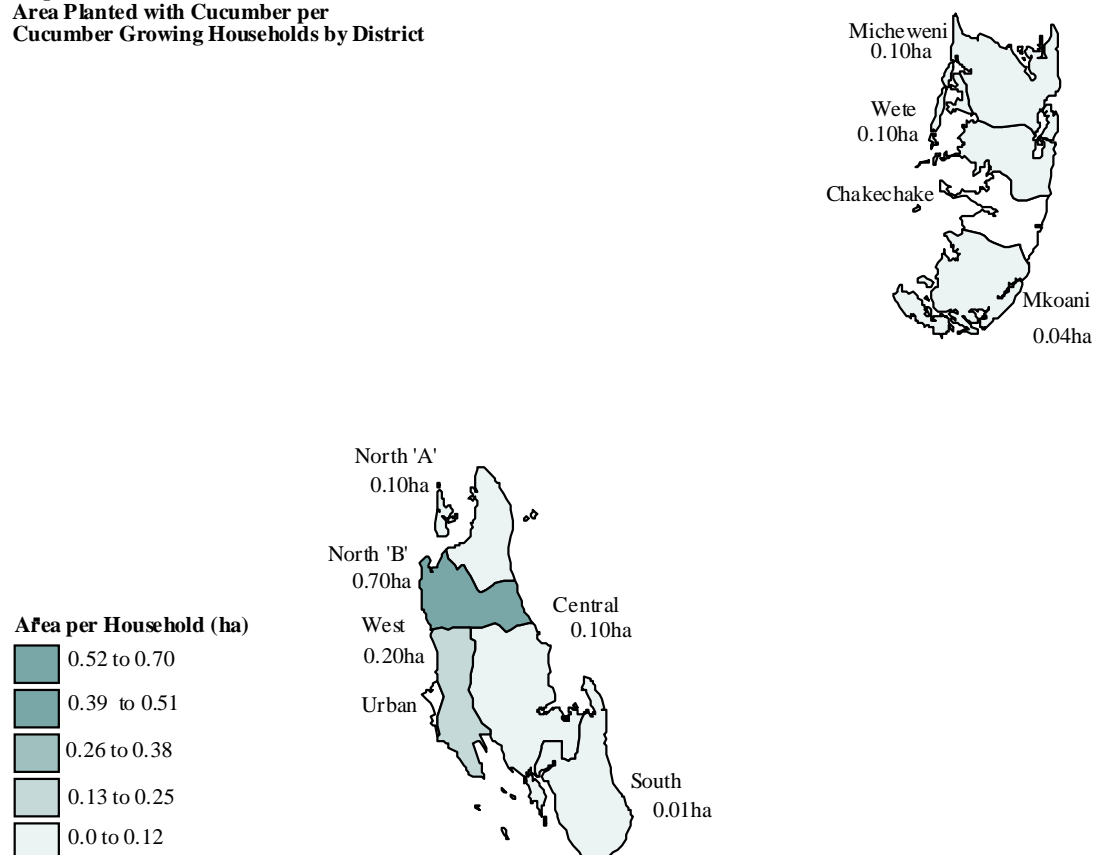 Area Planted with Cucumber per
Cucumber Growing Households by District
Micheweni
0.10ha
Wete
0.10ha
Chakechake
Mkoani
0.04ha
North 'A'
0.10ha
North 'B'
0.70ha
Central
0.10ha
West
0.20ha
Urban
South
0.01ha
Area per Household (ha)
0.52 to 0.70
0.39 to 0.51
0.26 to 0.38
0.13 to 0.25
0.0 to 0.12